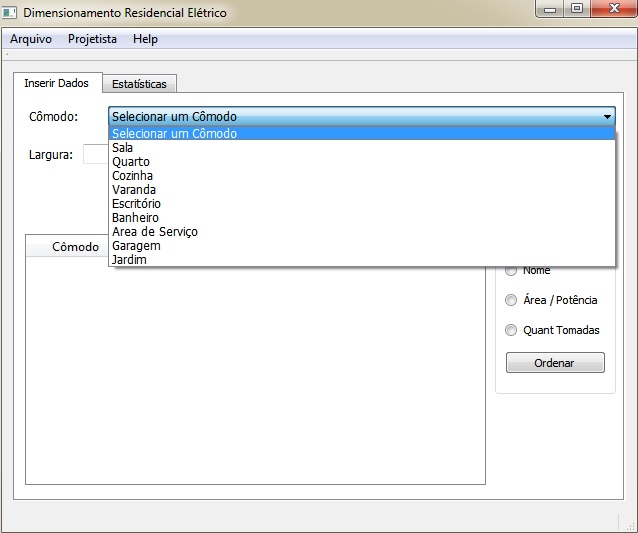 Dimensionamento Residencial Elétrico
Arquivo Projetista Help
Inserir Dados Estatísticas
Cômodo: Selecionar um Cômodo
Selecionar um Cômodo
Sala
Largura:
Quarto
Cozinha
Varanda
Escritório
Banheiro
Area de Serviço
Garagem
Jardim
Cômodo
Nome
Área / Potência
Quant Tomadas
Ordenar